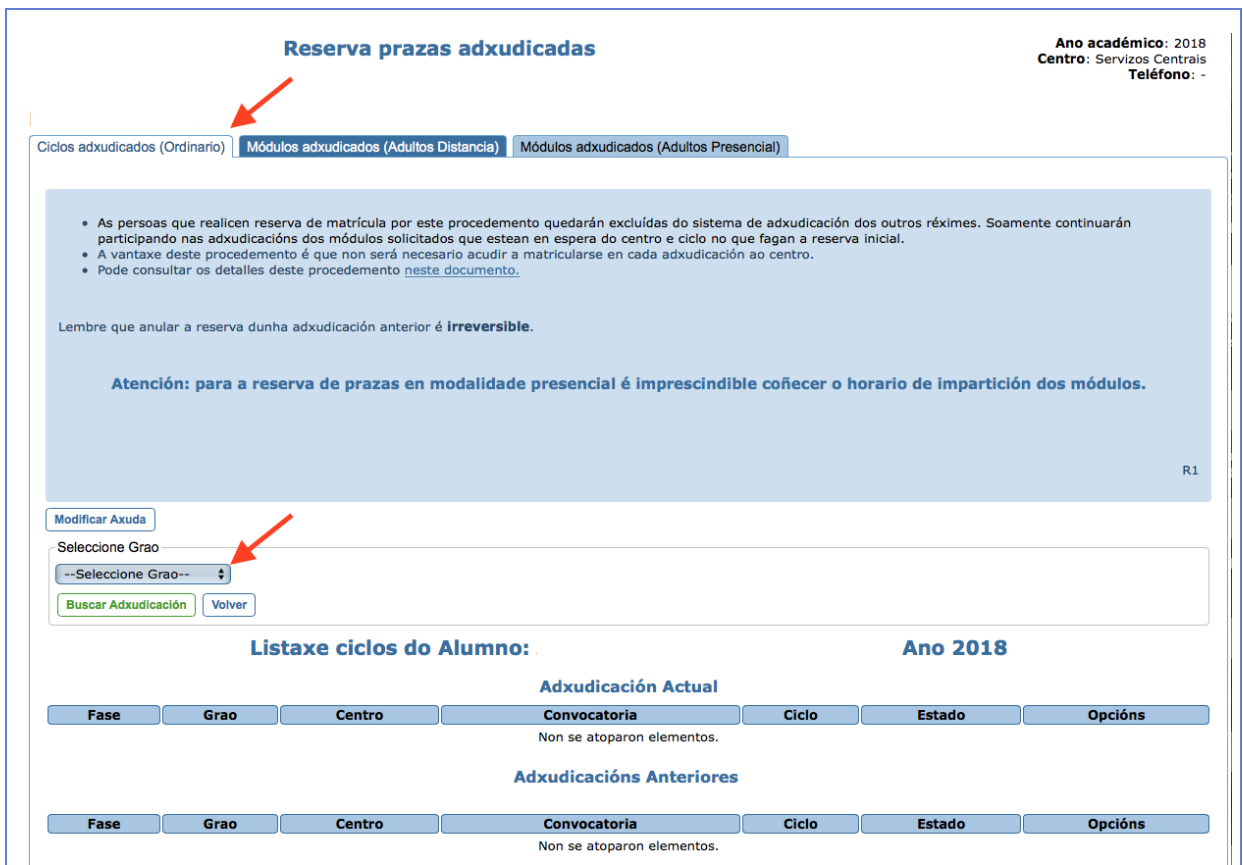 Reserva prazas adxudicadas
Ano académico: 2018
Centro: Servizos Centrais
Teléfono: -
Ciclos adxudicados (Ordinario)
Módulos adxudicados (Adultos Distancia)
Módulos adxudicados (Adultos Presencial)
• As persoas que realicen reserva de matrícula por este procedemento quedarán excluídas do sistema de adxudicación dos outros réximes. Soamente continuarán
participando nas adxudicacións dos módulos solicitados que estean en espera do centro e ciclo no que fagan a reserva inicial.
• A vantaxe deste procedemento é que non será necesario acudir a matricularse en cada adxudicación ao centro.
• Pode consultar os detalles deste procedemento neste documento.
Lembre que anular a reserva dunha adxudicación anterior é irreversible.
Atención: para a reserva de prazas en modalidade presencial é imprescindible coñecer o horario de impartición dos módulos.
R1
Modificar Axuda
Seleccione Grao
--Seleccione Grao--
Buscar Adxudicación Volver
Listaxe ciclos do Alumno: Ano 2018
Adxudicación Actual
Fase Grao Centro Convocatoria Ciclo Estado Opcións
Non se atoparon elementos.
Adxudicacións Anteriores
Fase Grao Centro Convocatoria Ciclo Estado Opcións
Non se atoparon elementos.